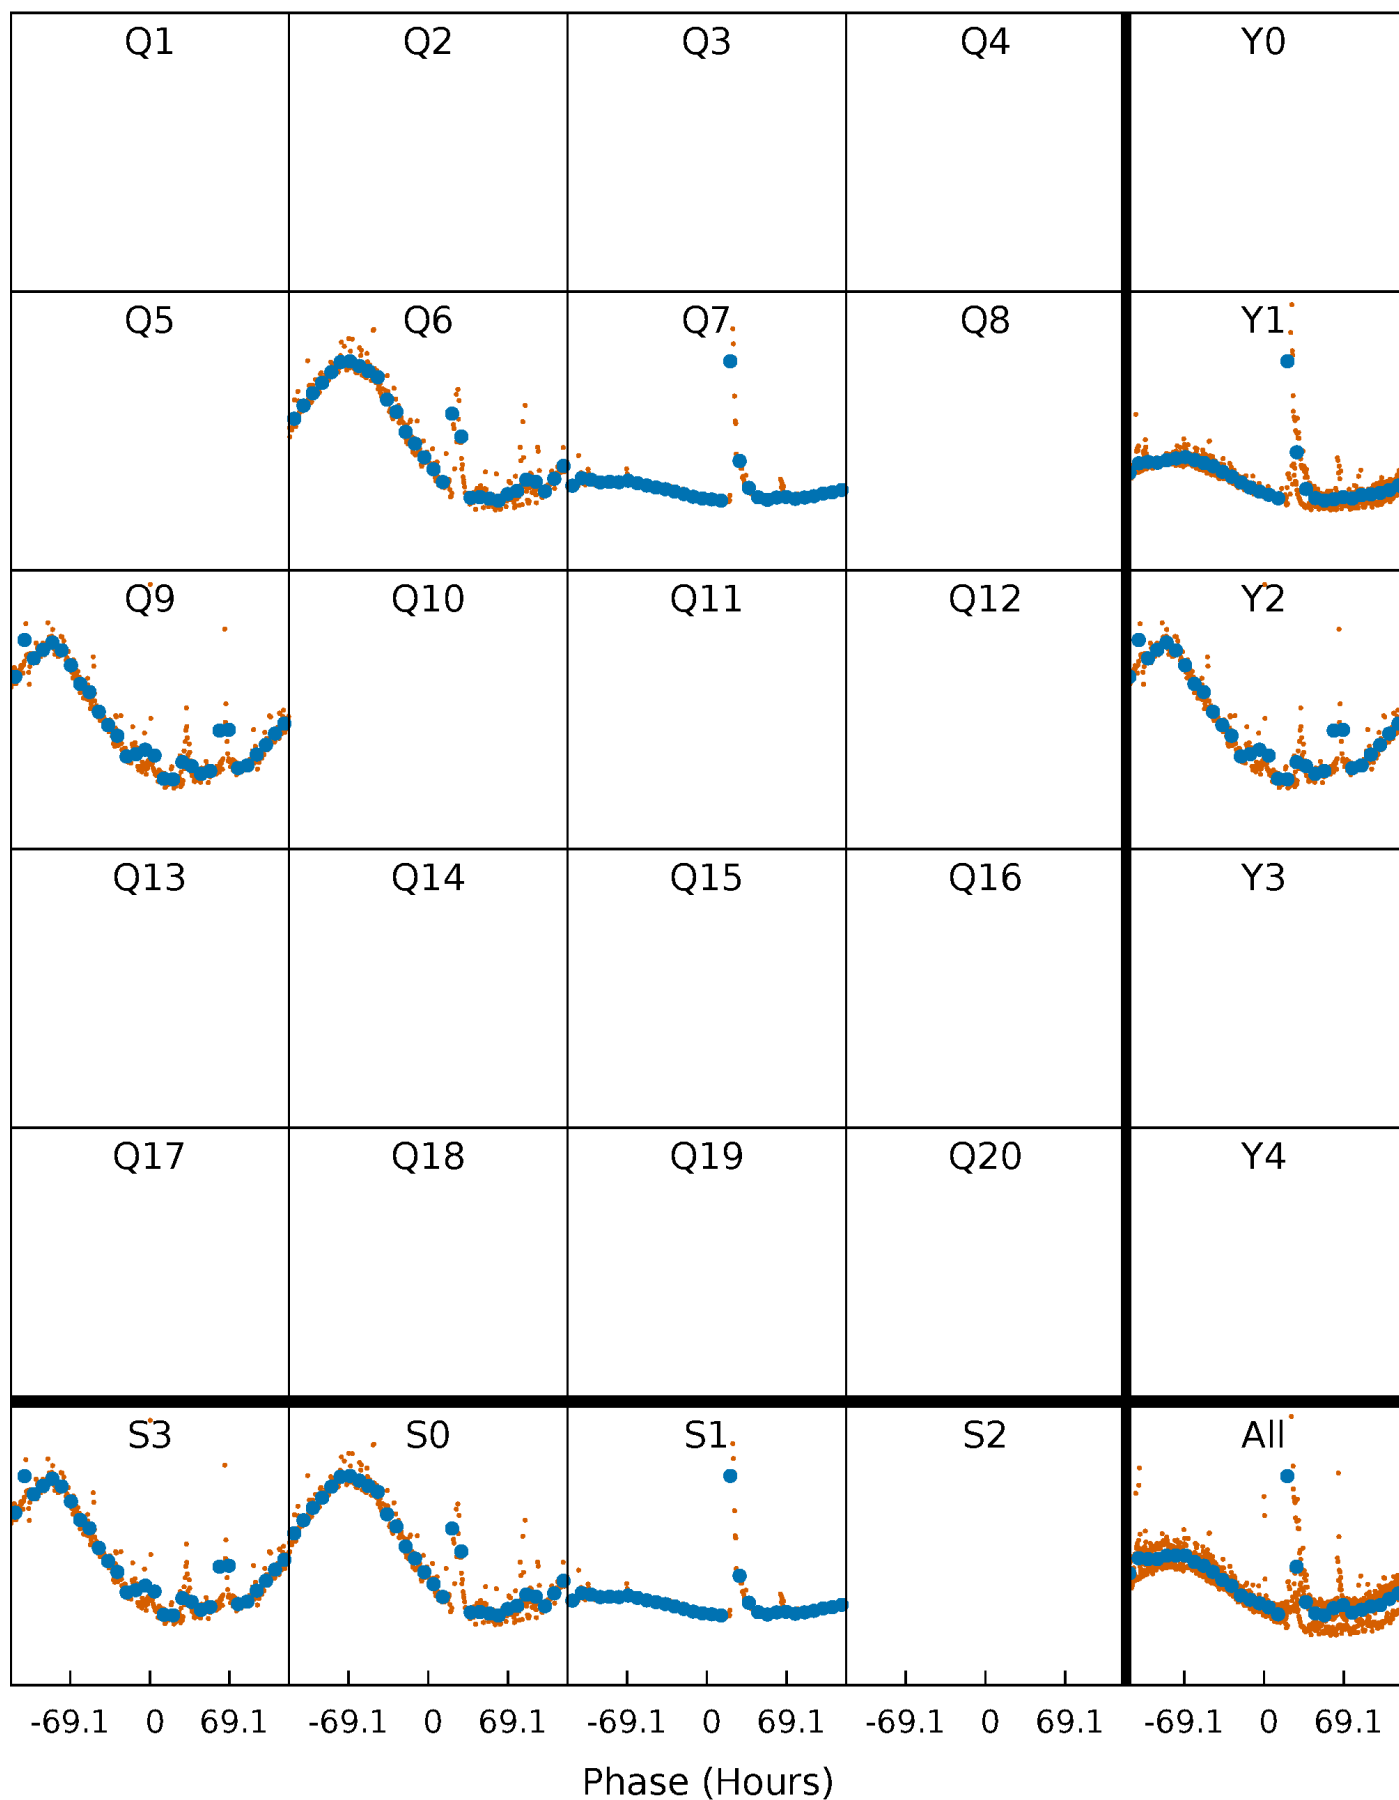 Q1 Q2 Q3 Q4 Y0
Q5 Q6 Q7 Q8 Y1
Q9 Q10 Q11 Q12 Y2
Q13 Q14 Q15 Q16 Y3
Q17 Q18 Q19 Q20 Y4
S3 S0 S1 S2 All
-69.1 0 69.1 -69.1 0 69.1 -69.1 0 69.1 -69.1 0 69.1 -69.1 0 69.1
Phase (Hours)